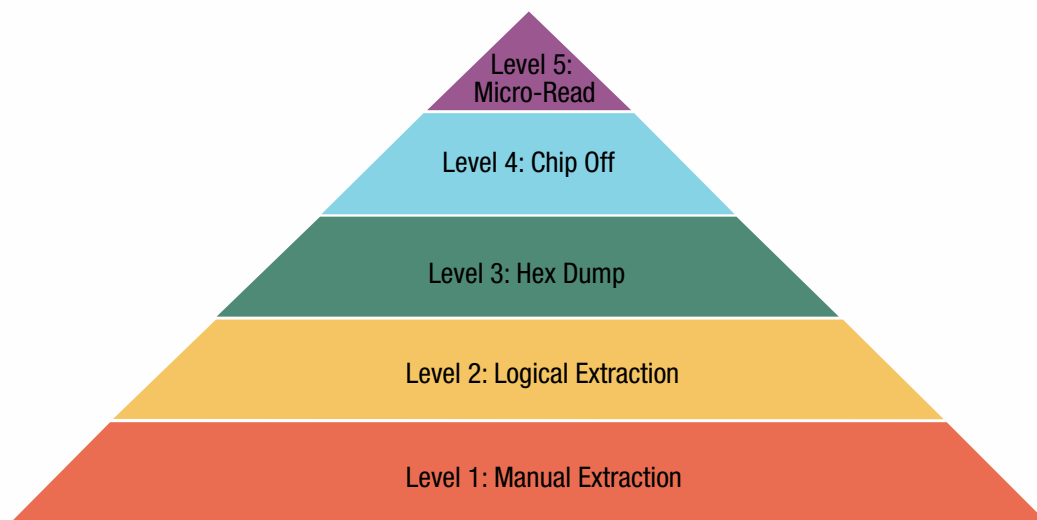 Level 5:
Micro-Read
Level 4: Chip Off
Level 3: Hex Dump
Level 2: Logical Extraction
Level 1: Manual Extraction